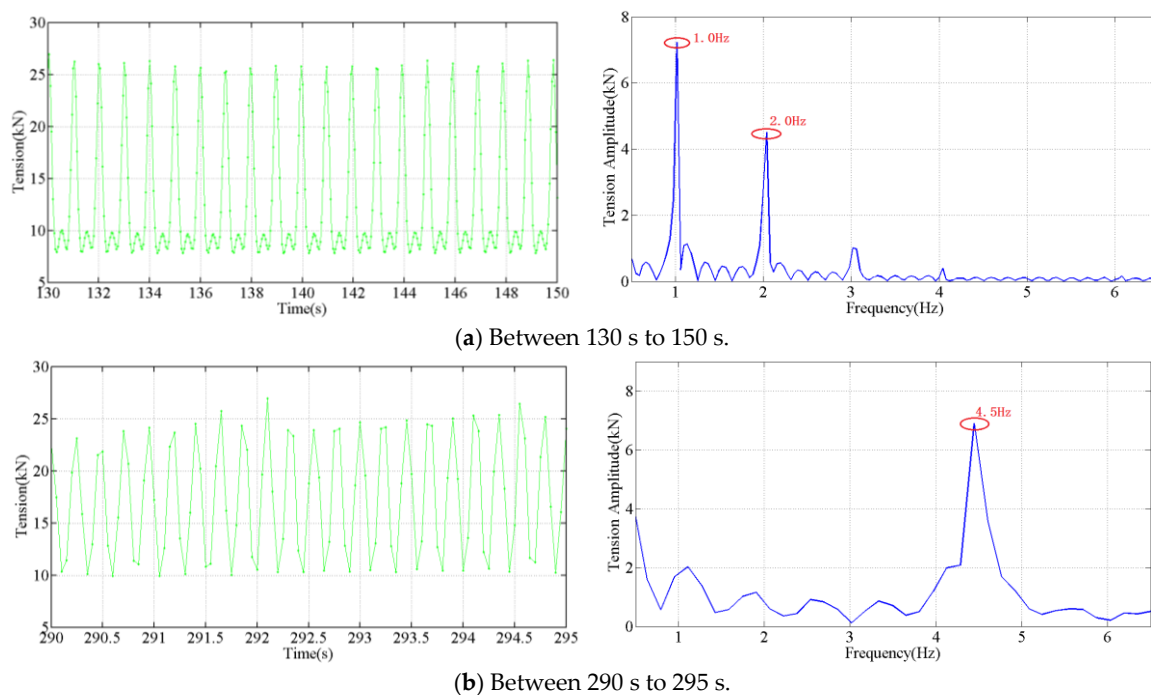 30
25
20
15
10
5
Tension(kN)
130 132 134 136 138 140 142 144 146 148 150
Time(s)
8
6
4
2
0
Tension Amplitude(kN)
1.0Hz
2.0Hz
1 2 3 4 5 6
Frequency(Hz)
(a) Between 130 s to 150 s.
30
25
20
15
10
5
Tension(kN)
290 290.5 291 291.5 292 292.5 293 293.5 294 294.5 295
Time(s)
8
6
4
2
0
Tension Amplitude(kN)
4.5Hz
1 2 3 4 5 6
Frequency(Hz)
(b) Between 290 s to 295 s.